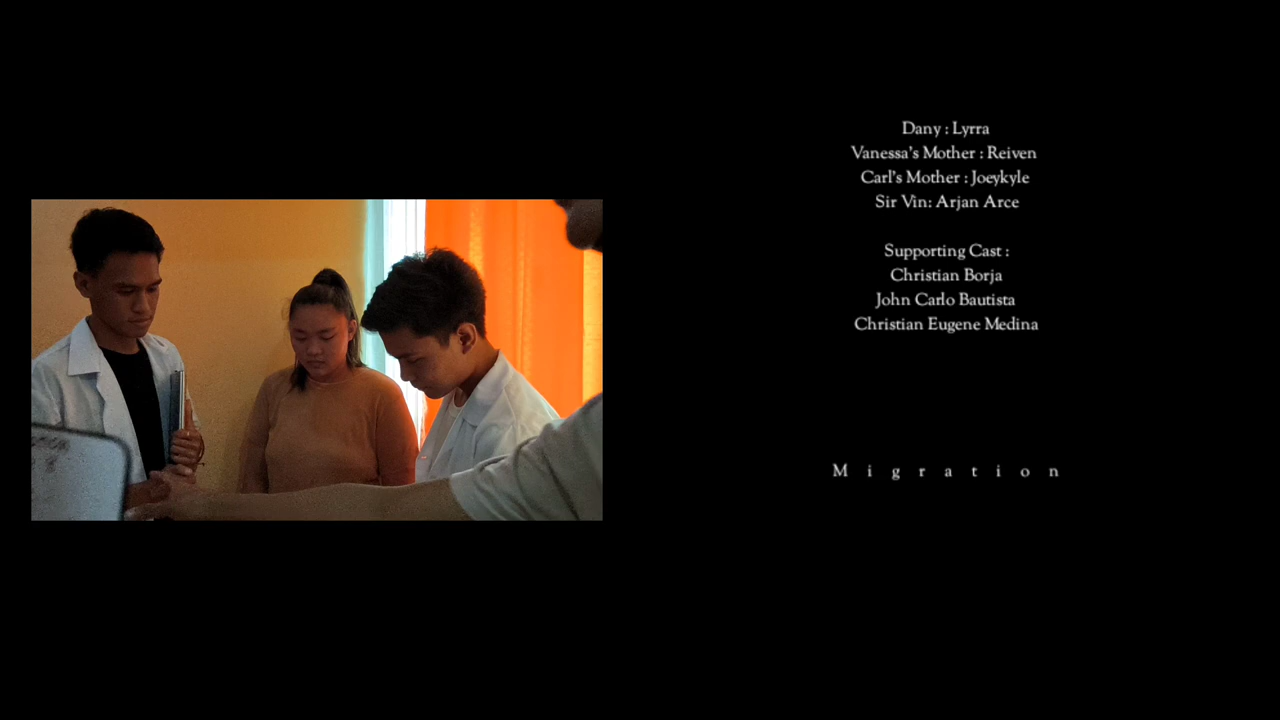 Dany : Lyrra
Vanessa's Mother : Reiven
Carl's Mother : Joeykyle
Sir Vin: Arjan Arce
Supporting Cast :
Christian Borja
John Carlo Bautista
Christian Eugene Medina
Migration